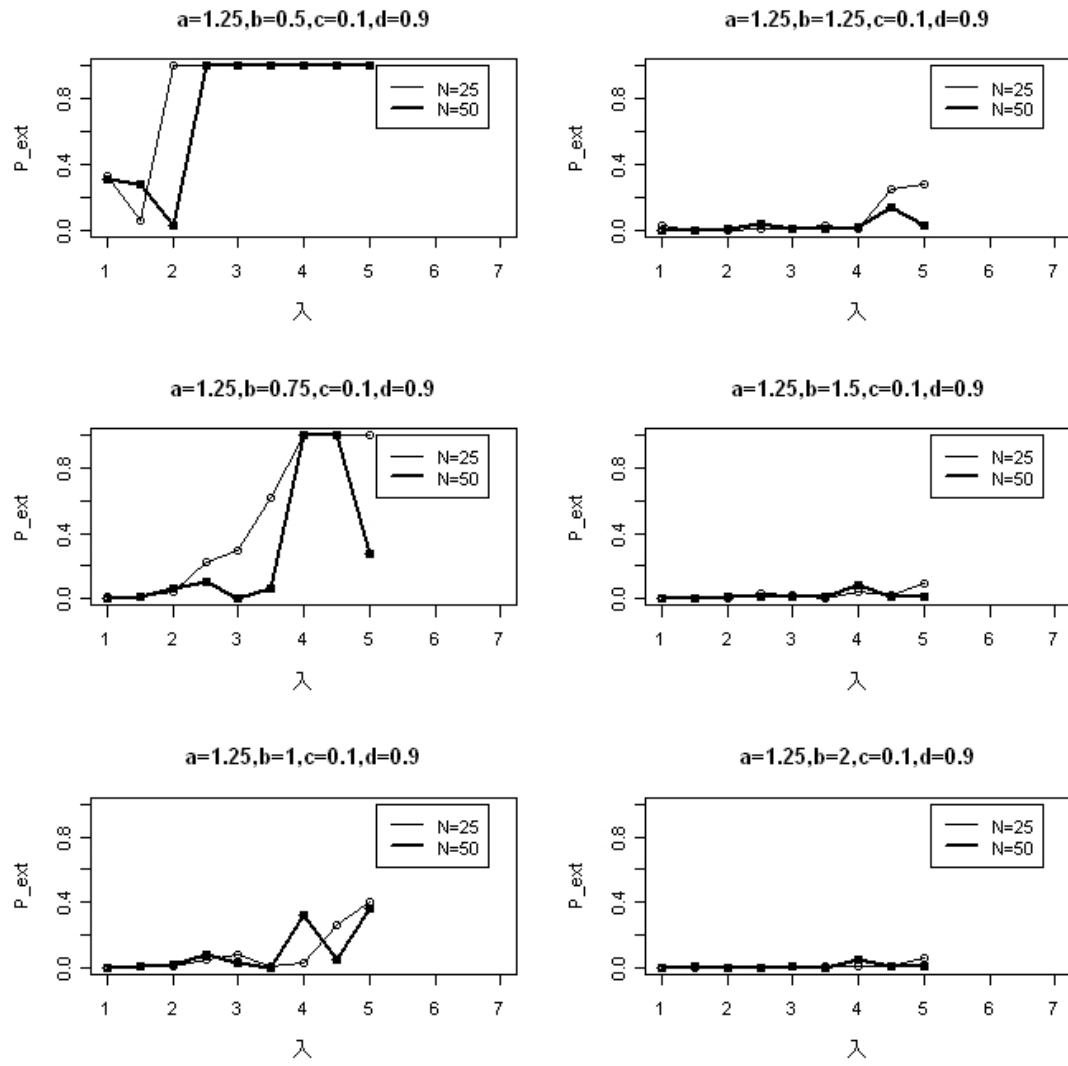 a=1.25,b=0.5,c=0.1,d=0.9
P_ext
0.8
0.4
0.0
N=25
N=50
1 2 3 4 5 6 7
λ
a=1.25,b=1.25,c=0.1,d=0.9
P_ext
0.8
0.4
0.0
N=25
N=50
1 2 3 4 5 6 7
λ
a=1.25,b=0.75,c=0.1,d=0.9
P_ext
0.8
0.4
0.0
N=25
N=50
1 2 3 4 5 6 7
λ
a=1.25,b=1.5,c=0.1,d=0.9
P_ext
0.8
0.4
0.0
N=25
N=50
1 2 3 4 5 6 7
λ
a=1.25,b=1,c=0.1,d=0.9
P_ext
0.8
0.4
0.0
N=25
N=50
1 2 3 4 5 6 7
λ
a=1.25,b=2,c=0.1,d=0.9
P_ext
0.8
0.4
0.0
N=25
N=50
1 2 3 4 5 6 7
λ